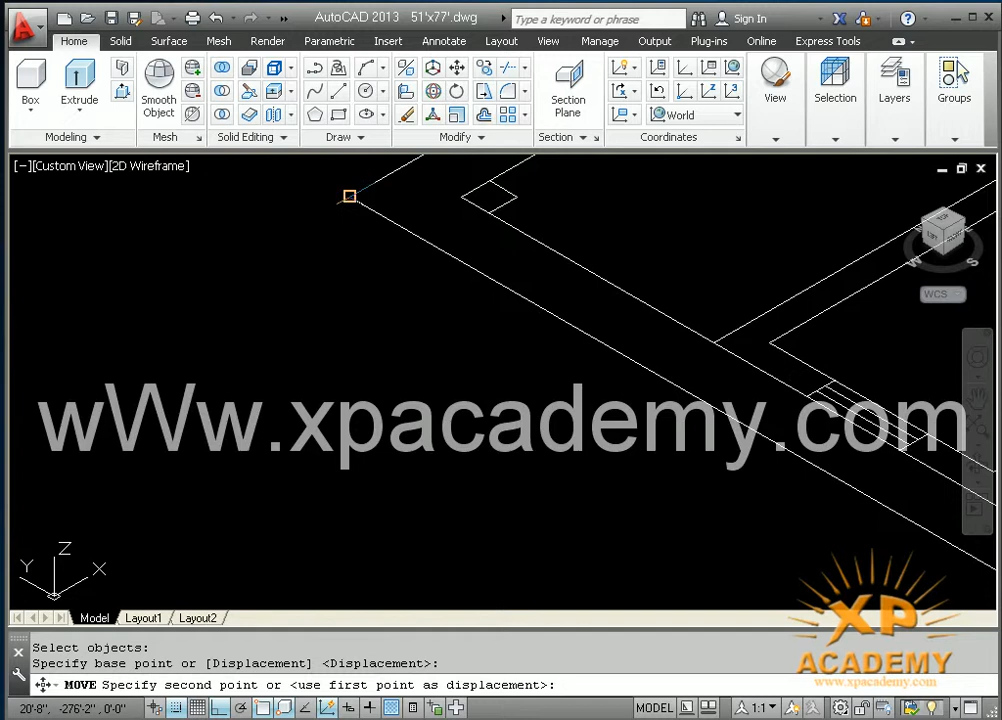 AutoCAD 2013 51'x77'.dwg
Type a keyword or phrase
Sign In
Home Solid Surface Mesh Render Parametric Insert Annotate Layout View Manage Output Plug-ins Online Express Tools
Box Extrude Smooth Object Section Plane World View Selection Layers Groups
Modeling Mesh Solid Editing Draw Modify Section Coordinates
[−][Custom View][2D Wireframe]
TOP
W S
WCS
wWw.xpacademy.com
Z
Y X
Model Layout1 Layout2
XP
ACADEMY
www.xpacademy.com
Select objects:
Specify base point or [Displacement] <Displacement>:
MOVE Specify second point or <use first point as displacement>:
20'-8", -276'-2", 0'-0"
MODEL
1:1